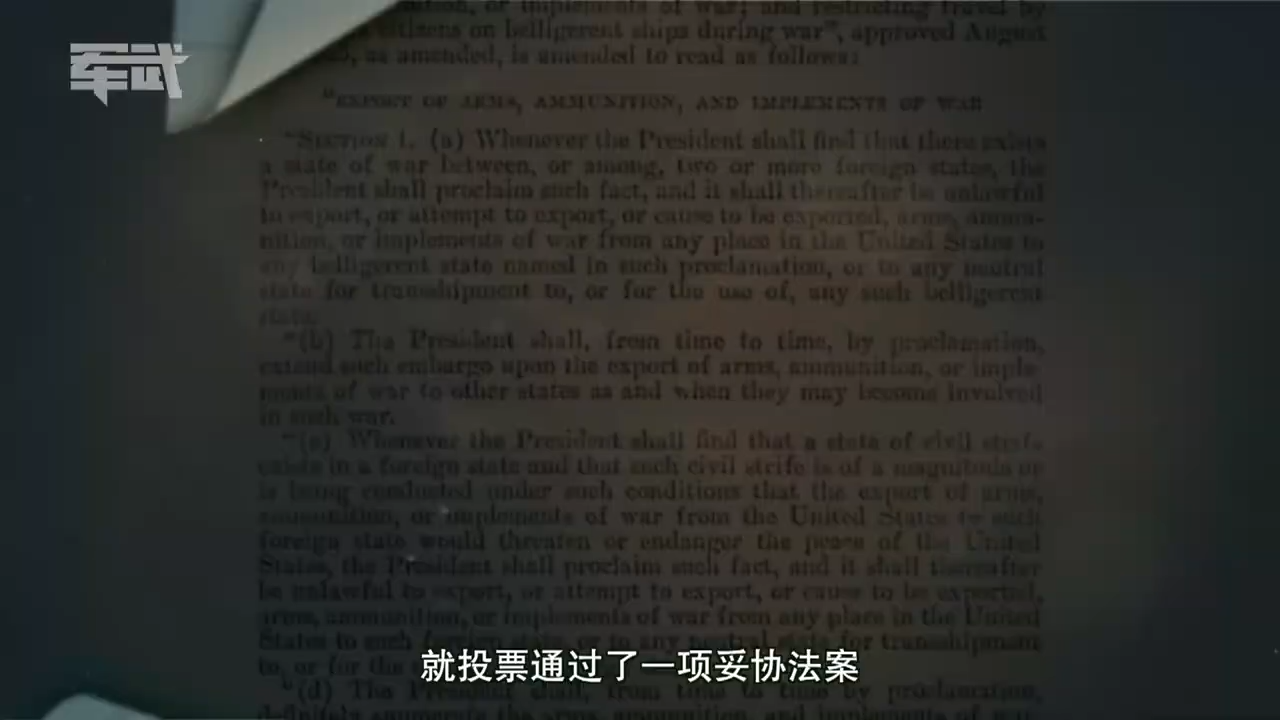 ition, or implements of war; and restricting travel by
citizens on belligerent ships during war", approved August
as amended, is amended to read as follows:
军武
"EXPORT OF ARMS, AMMUNITION, AND IMPLEMENTS OF WAR
"SECTION 1. (a) Whenever the President shall find that there exists
a state of war between, or among, two or more foreign states, the
President shall proclaim such fact, and it shall thereafter be unlawful
to export, or attempt to export, or cause to be exported, arms, ammu-
nition, or implements of war from any place in the United States to
any belligerent state named in such proclamation, or to any neutral
state for transshipment to, or for the use of, any such belligerent
state.
"(b) The President shall, from time to time, by proclamation,
extend such embargo upon the export of arms, ammunition, or imple-
ments of war to other states as and when they may become involved
in such war.
"(c) Whenever the President shall find that a state of civil strife
exists in a foreign state and that such civil strife is of a magnitude or
is being conducted under such conditions that the export of arms,
ammunition, or implements of war from the United States to such
foreign state would threaten or endanger the peace of the United
States, the President shall proclaim such fact, and it shall thereafter
be unlawful to export, or attempt to export, or cause to be exported,
arms, ammunition, or implements of war from any place in the United
States to such foreign state, or to any neutral state for transshipment
to, or for the
就投票通过了一项妥协法案
"(d) The President shall, from time to time by proclamation,
definitely enumerate the arms, ammunition, and implements of war,